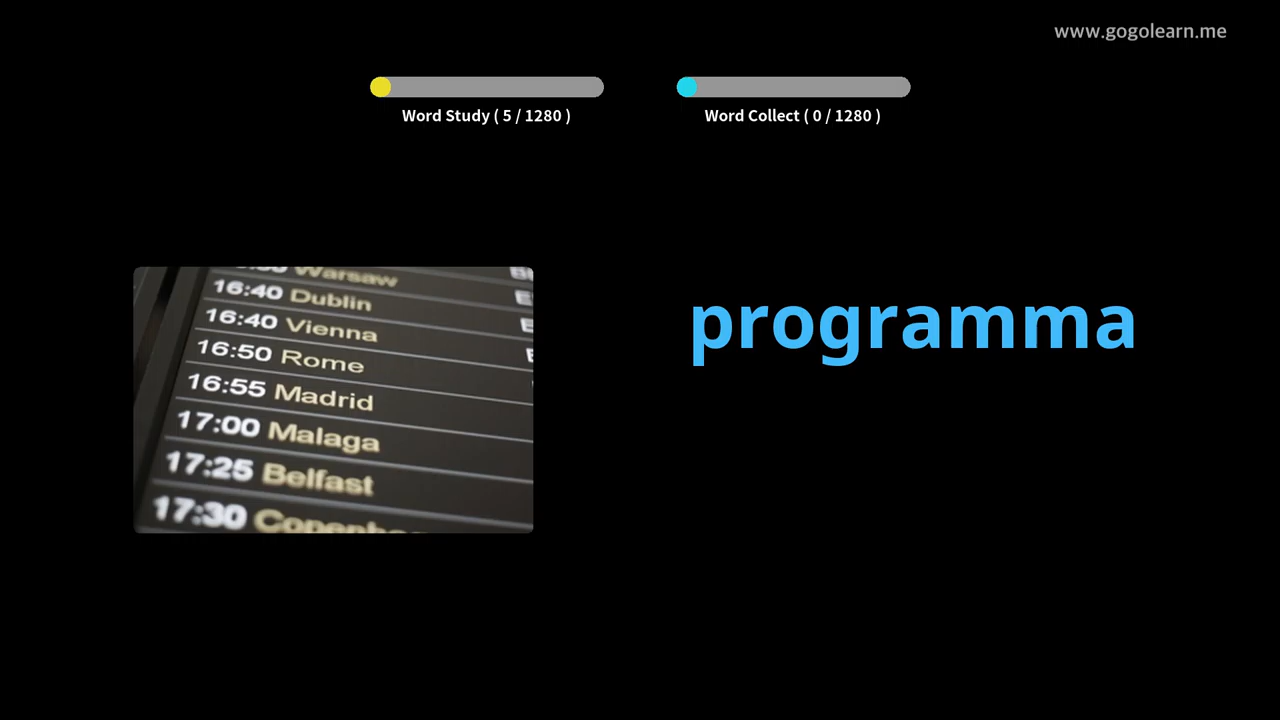 www.gogolearn.me
Word Study ( 5 / 1280 )
Word Collect ( 0 / 1280 )
Warsaw
16:40 Dublin
16:40 Vienna
16:50 Rome
16:55 Madrid
17:00 Malaga
17:25 Belfast
17:30
programma